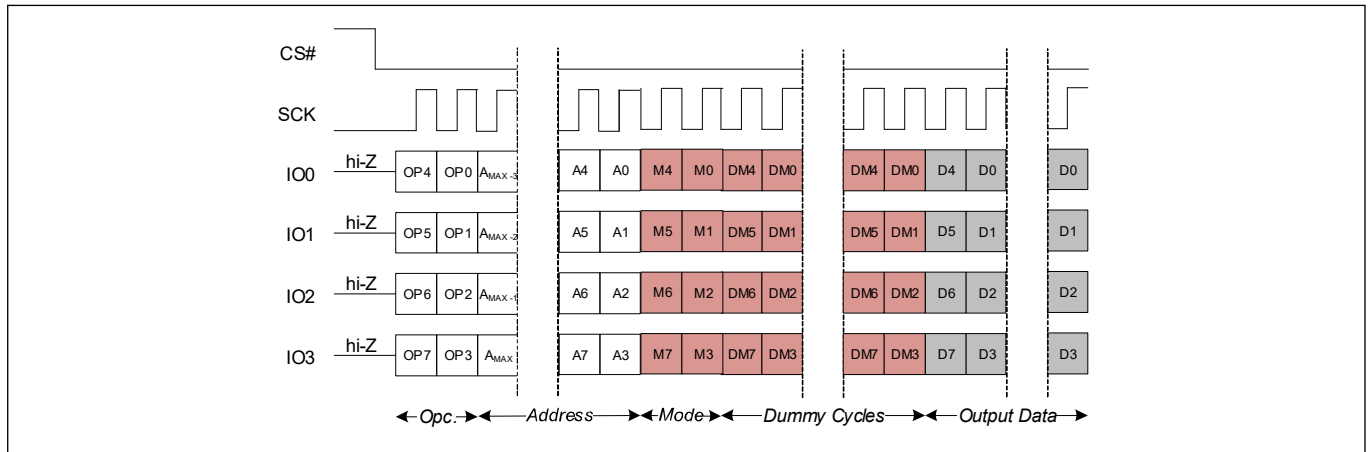 CS#
SCK
IO0 hi-Z OP4 OP0 AMAX -3 A4 A0 M4 M0 DM4 DM0 DM4 DM0 D4 D0 D0
IO1 hi-Z OP5 OP1 AMAX -2 A5 A1 M5 M1 DM5 DM1 DM5 DM1 D5 D1 D1
IO2 hi-Z OP6 OP2 AMAX -1 A6 A2 M6 M2 DM6 DM2 DM6 DM2 D6 D2 D2
IO3 hi-Z OP7 OP3 AMAX A7 A3 M7 M3 DM7 DM3 DM7 DM3 D7 D3 D3
Opc. Address Mode Dummy Cycles Output Data